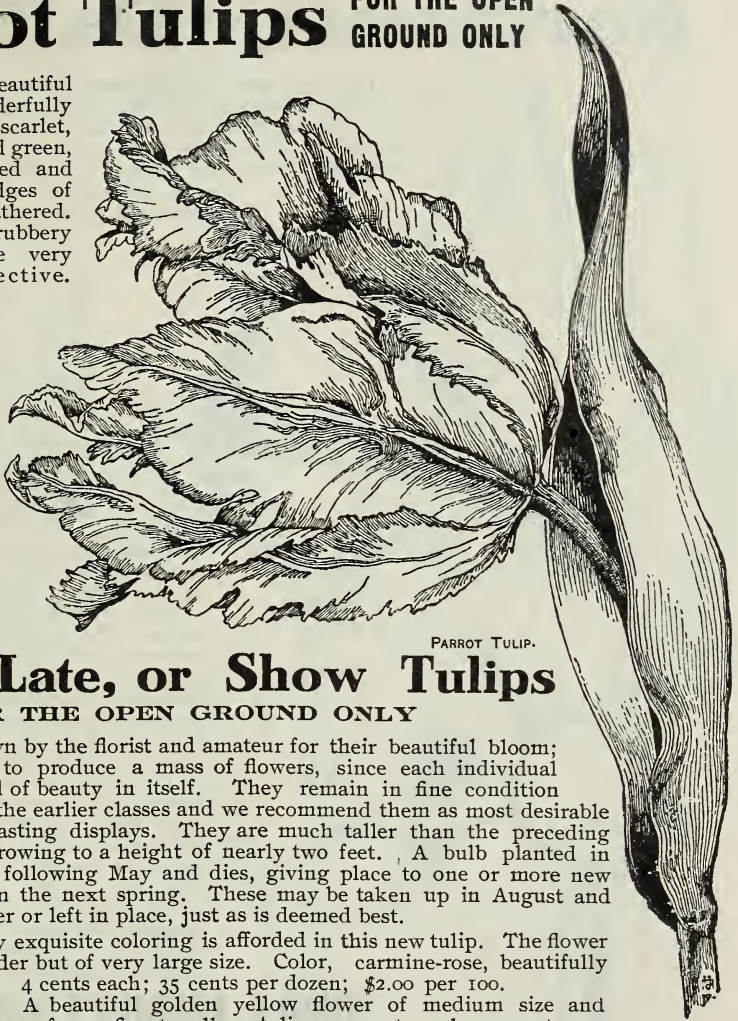 ot Tulips
FOR THE OPEN
GROUND ONLY
eautiful
derfully
scarlet,
d green,
ed and
dges of
thered.
rubbery
e very
ective.
PARROT TULIP.
Late, or Show Tulips
R THE OPEN GROUND ONLY
vn by the florist and amateur for their beautiful bloom;
to produce a mass of flowers, since each individual
l of beauty in itself. They remain in fine condition
the earlier classes and we recommend them as most desirable
asting displays. They are much taller than the preceding
rowing to a height of nearly two feet. A bulb planted in
following May and dies, giving place to one or more new
n the next spring. These may be taken up in August and
er or left in place, just as is deemed best.
y exquisite coloring is afforded in this new tulip. The flower
der but of very large size. Color, carmine-rose, beautifully
4 cents each; 35 cents per dozen; $2.00 per 100.
A beautiful golden yellow flower of medium size and